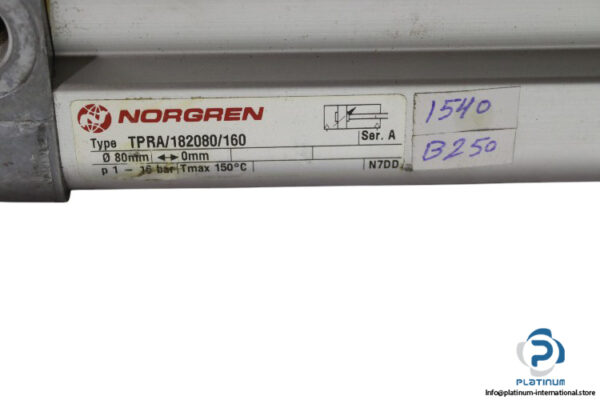 NORGREN
Type TPRA/182080/160 Ser. A
Ø 80mm ↔ 0mm
p 1 - 16 bar Tmax 150°C N7DD
1540
B250
PLATINUM
Info@platinum-international.store